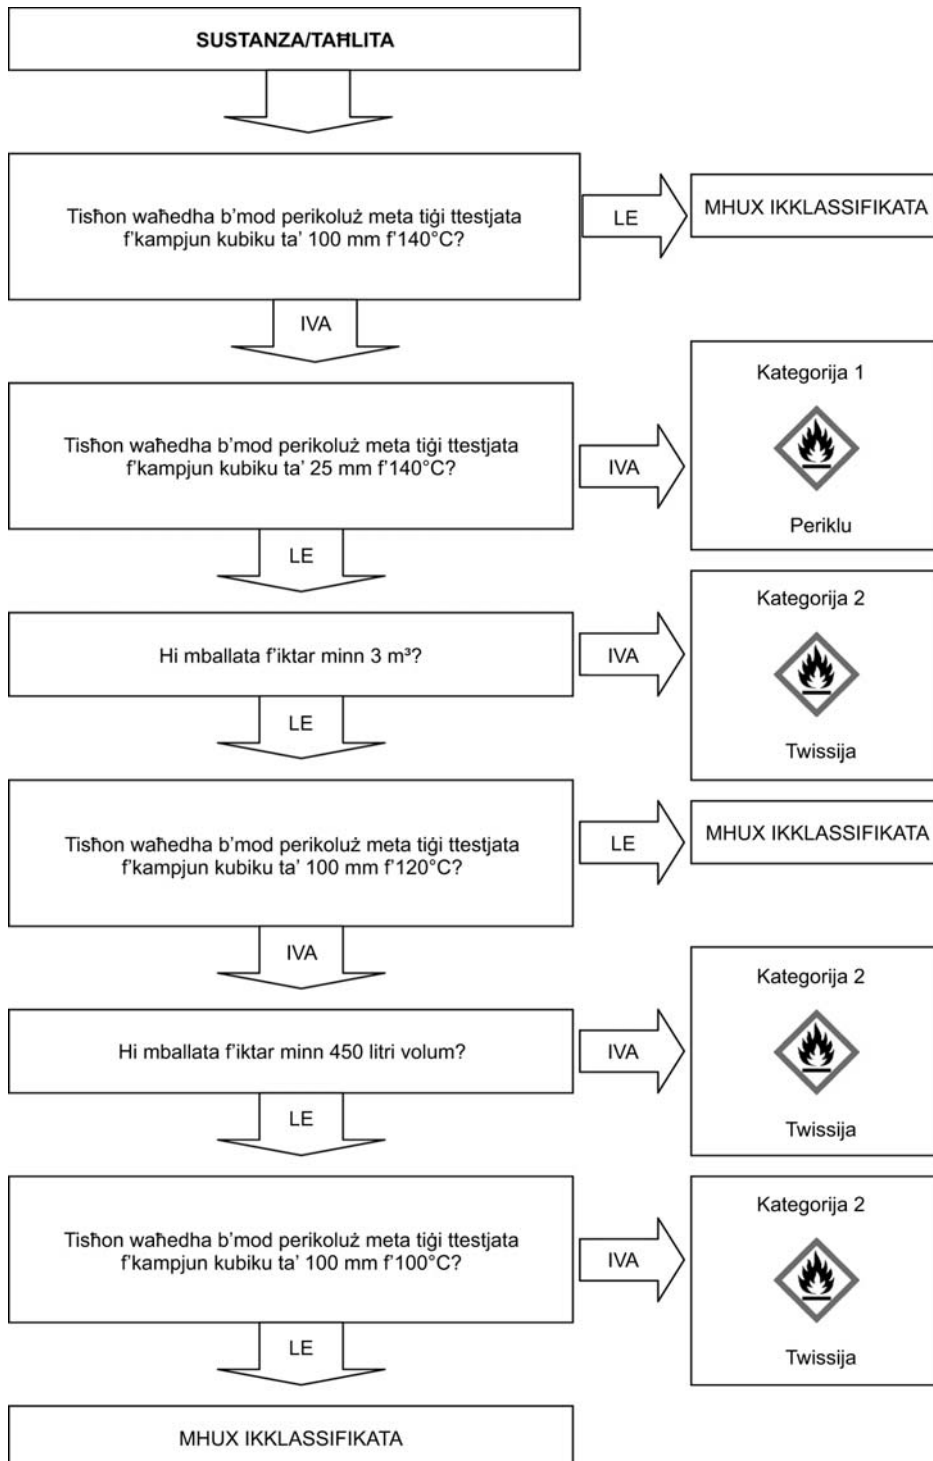 SUSTANZA/TAĦLITA
Tisħon waħedha b’mod perikoluż meta tiġi ttestjata
f’kampjun kubiku ta’ 100 mm f’140°C?
LE
MHUX IKKLASSIFIKATA
IVA
Tisħon waħedha b’mod perikoluż meta tiġi ttestjata
f’kampjun kubiku ta’ 25 mm f’140°C?
IVA
Kategorija 1
Periklu
LE
Hi mballata f’iktar minn 3 m³?
IVA
Kategorija 2
Twissija
LE
Tisħon waħedha b’mod perikoluż meta tiġi ttestjata
f’kampjun kubiku ta’ 100 mm f’120°C?
LE
MHUX IKKLASSIFIKATA
IVA
Hi mballata f’iktar minn 450 litri volum?
IVA
Kategorija 2
Twissija
LE
Tisħon waħedha b’mod perikoluż meta tiġi ttestjata
f’kampjun kubiku ta’ 100 mm f’100°C?
IVA
Kategorija 2
Twissija
LE
MHUX IKKLASSIFIKATA